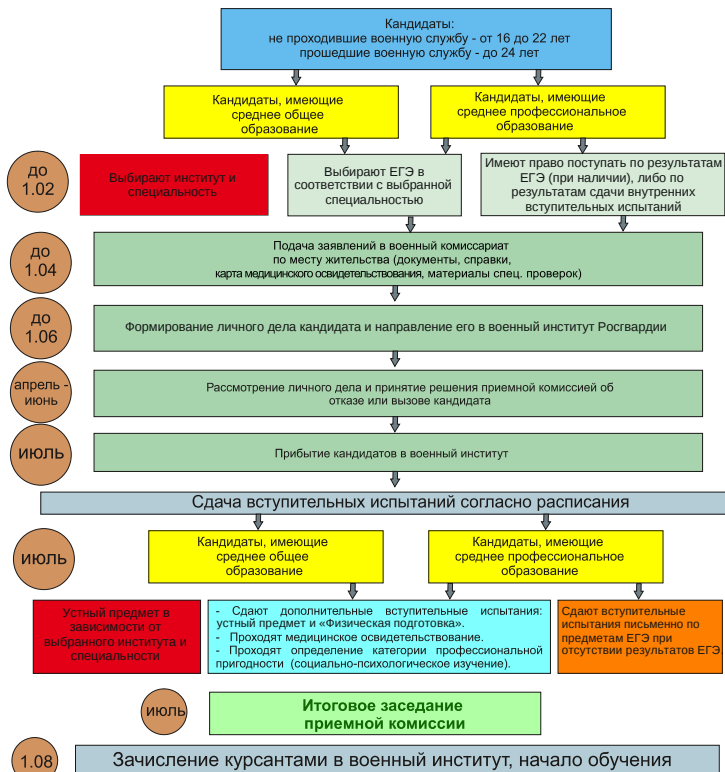 Кандидаты:
не проходившие военную службу - от 16 до 22 лет
прошедшие военную службу - до 24 лет
Кандидаты, имеющие
среднее общее
образование
Кандидаты, имеющие
среднее профессиональное
образование
до
1.02
Выбирают институт и
специальность
Выбирают ЕГЭ в
соответствии с выбранной
специальностью
Имеют право поступать по результатам
ЕГЭ (при наличии), либо по
результатам сдачи внутренних
вступительных испытаний
до
1.04
Подача заявлений в военный комиссариат
по месту жительства (документы, справки,
карта медицинского освидетельствования, материалы спец. проверок)
до
1.06
Формирование личного дела кандидата и направление его в военный институт Росгвардии
апрель -
июнь
Рассмотрение личного дела и принятие решения приемной комиссией об
отказе или вызове кандидата
июль
Прибытие кандидатов в военный институт
Сдача вступительных испытаний согласно расписания
июль
Кандидаты, имеющие
среднее общее
образование
Кандидаты, имеющие
среднее профессиональное
образование
Устный предмет в
зависимости от
выбранного института и
специальности
- Сдают дополнительные вступительные испытания:
устный предмет и «Физическая подготовка».
- Проходят медицинское освидетельствование.
- Проходят определение категории профессиональной
пригодности (социально-психологическое изучение).
Сдают вступительные
испытания письменно по
предметам ЕГЭ при
отсутствии результатов ЕГЭ
июль
Итоговое заседание
приемной комиссии
1.08
Зачисление курсантами в военный институт, начало обучения